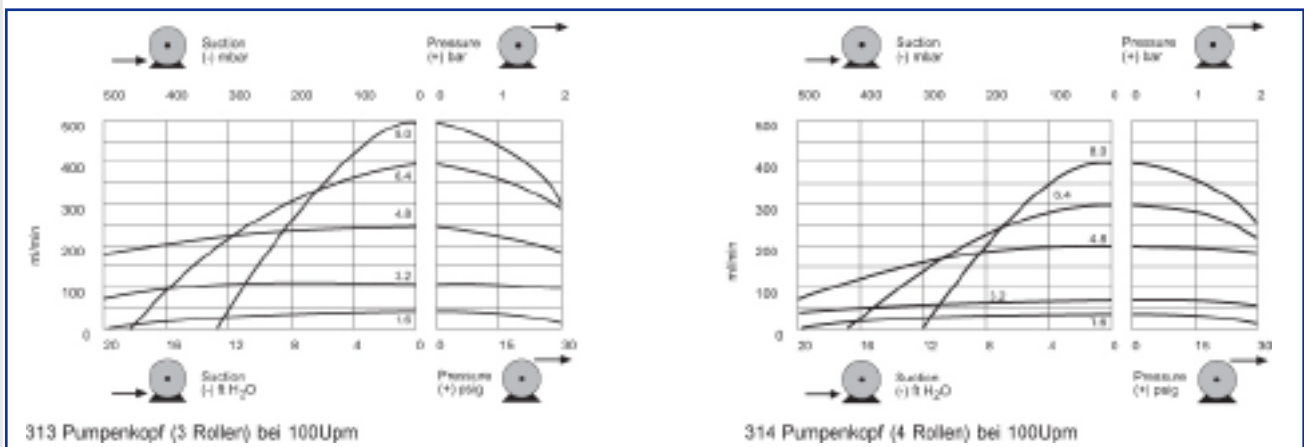 Suction
(-) mbar
Pressure
(+) bar
500 400 300 200 100 0 0 1 2
500
400
300
200
100
0
ml/min
8.0
6.4
4.8
3.2
1.6
20 16 12 8 4 0 0 15 30
Suction
(-) ft H₂O
Pressure
(+) psig
313 Pumpenkopf (3 Rollen) bei 100Upm
Suction
(-) mbar
Pressure
(+) bar
500 400 300 200 100 0 0 1 2
500
400
300
200
100
0
ml/min
8.0
6.4
4.8
3.2
1.6
20 16 12 8 4 0 0 15 30
Suction
(-) ft H₂O
Pressure
(+) psig
314 Pumpenkopf (4 Rollen) bei 100Upm